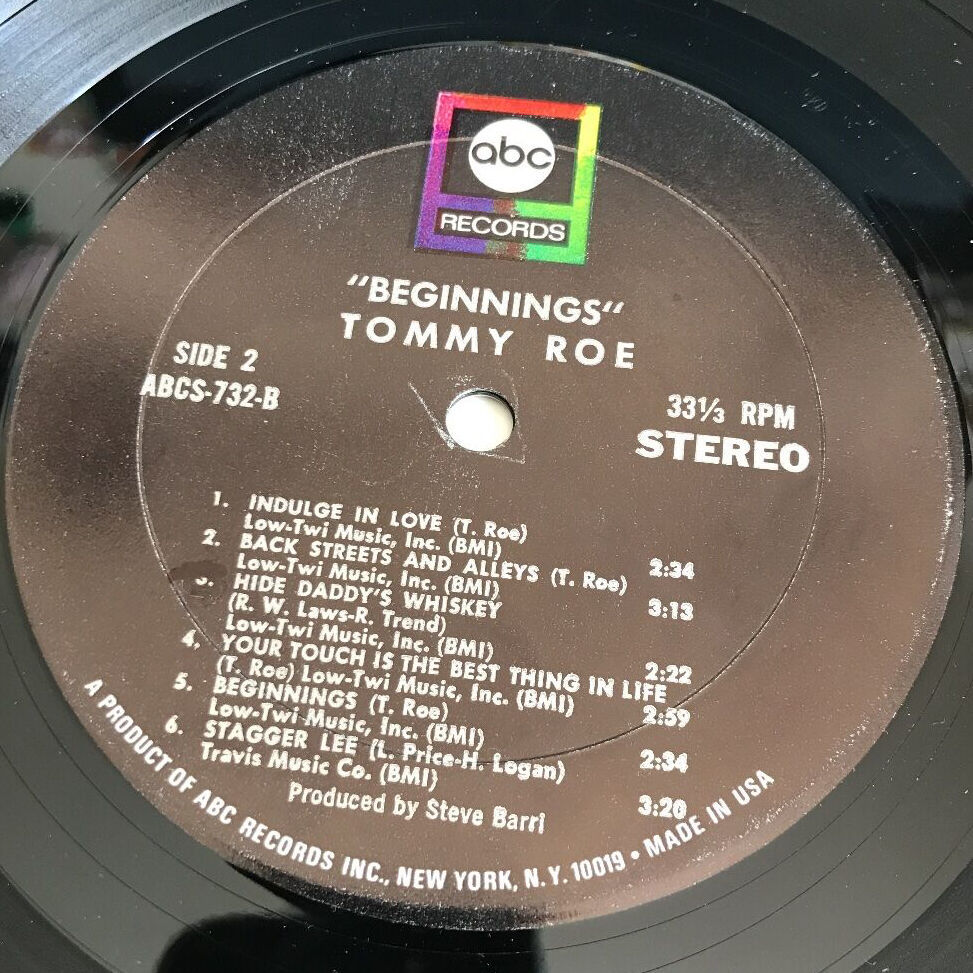 abc
RECORDS
"BEGINNINGS"
TOMMY ROE
SIDE 2
ABCS-732-B
33⅓ RPM
STEREO
1. INDULGE IN LOVE (T. Roe)
Low-Twi Music, Inc. (BMI) 2:34
2. BACK STREETS AND ALLEYS (T. Roe)
Low-Twi Music, Inc. (BMI) 3:13
3. HIDE DADDY'S WHISKEY
(R. W. Laws-R. Trend)
Low-Twi Music, Inc. (BMI) 2:22
4. YOUR TOUCH IS THE BEST THING IN LIFE
(T. Roe) Low-Twi Music, Inc. (BMI) 2:59
5. BEGINNINGS (T. Roe)
Low-Twi Music, Inc. (BMI) 2:34
6. STAGGER LEE (L. Price-H. Logan)
Travis Music Co. (BMI) 3:20
Produced by Steve Barri
A PRODUCT OF ABC RECORDS INC., NEW YORK, N.Y. 10019 • MADE IN USA